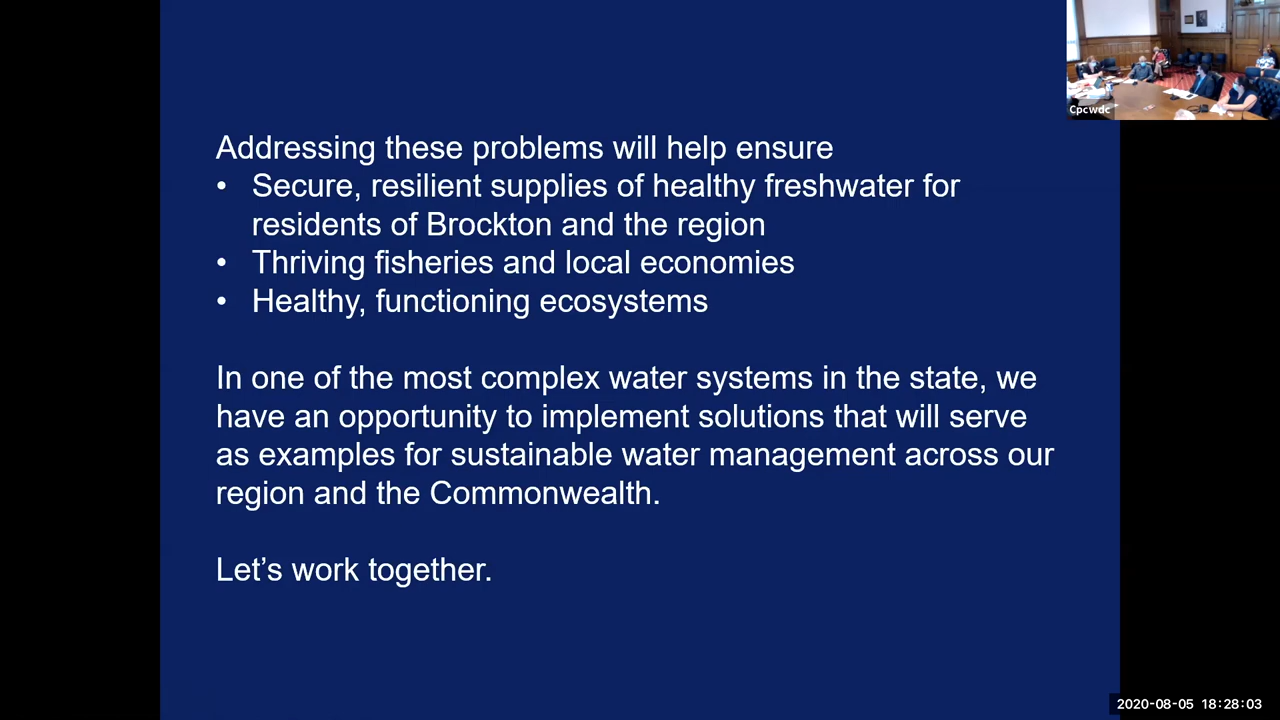 Cpcwdc
Addressing these problems will help ensure
• Secure, resilient supplies of healthy freshwater for
residents of Brockton and the region
• Thriving fisheries and local economies
• Healthy, functioning ecosystems
In one of the most complex water systems in the state, we
have an opportunity to implement solutions that will serve
as examples for sustainable water management across our
region and the Commonwealth.
Let’s work together.
2020-08-05 18:28:03